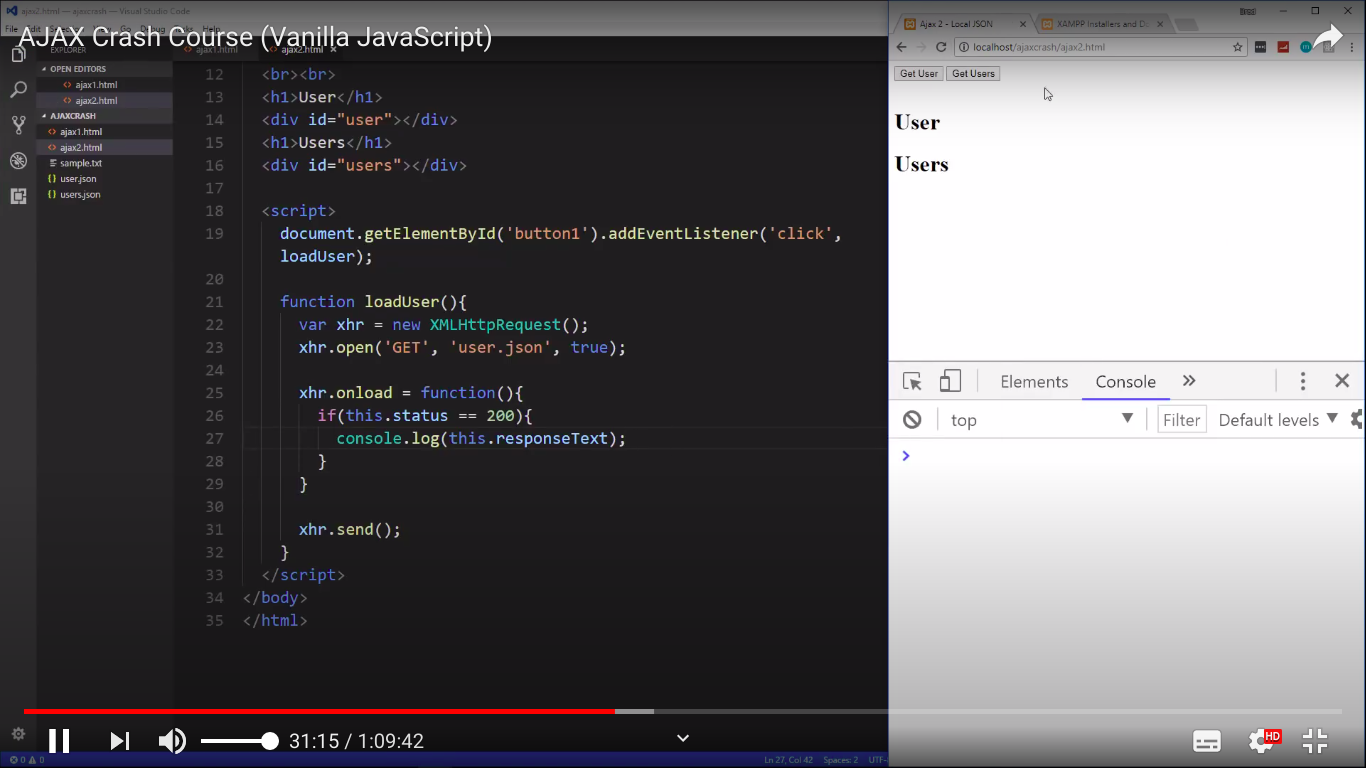 ajax2.html — ajaxcrash — Visual Studio Code
AJAX Crash Course (Vanilla JavaScript)
EXPLORER
OPEN EDITORS
ajax1.html
ajax2.html
AJAXCRASH
ajax1.html
ajax2.html
sample.txt
user.json
users.json
ajax1.html
ajax2.html
12 <br><br>
13 <h1>User</h1>
14 <div id="user"></div>
15 <h1>Users</h1>
16 <div id="users"></div>
17
18 <script>
19 document.getElementById('button1').addEventListener('click',
loadUser);
20
21 function loadUser(){
22 var xhr = new XMLHttpRequest();
23 xhr.open('GET', 'user.json', true);
24
25 xhr.onload = function(){
26 if(this.status == 200){
27 console.log(this.responseText);
28 }
29 }
30
31 xhr.send();
32 }
33 </script>
34 </body>
35 </html>
Ajax 2 - Local JSON
XAMPP Installers and Do
Brad
localhost/ajaxcrash/ajax2.html
Get User Get Users
User
Users
Elements Console
top Filter Default levels
31:15 / 1:09:42
HD
0 0
Ln 27, Col 42 Spaces: 2 UTF-